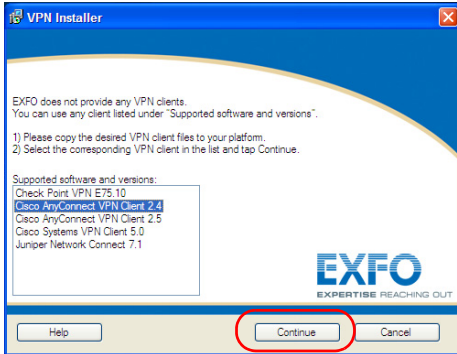 VPN Installer
EXFO does not provide any VPN clients.
You can use any client listed under "Supported software and versions".
1) Please copy the desired VPN client files to your platform.
2) Select the corresponding VPN client in the list and tap Continue.
Supported software and versions:
Check Point VPN E75.10
Cisco AnyConnect VPN Client 2.4
Cisco AnyConnect VPN Client 2.5
Cisco Systems VPN Client 5.0
Juniper Network Connect 7.1
EXFO
EXPERTISE REACHING OUT
Help Continue Cancel